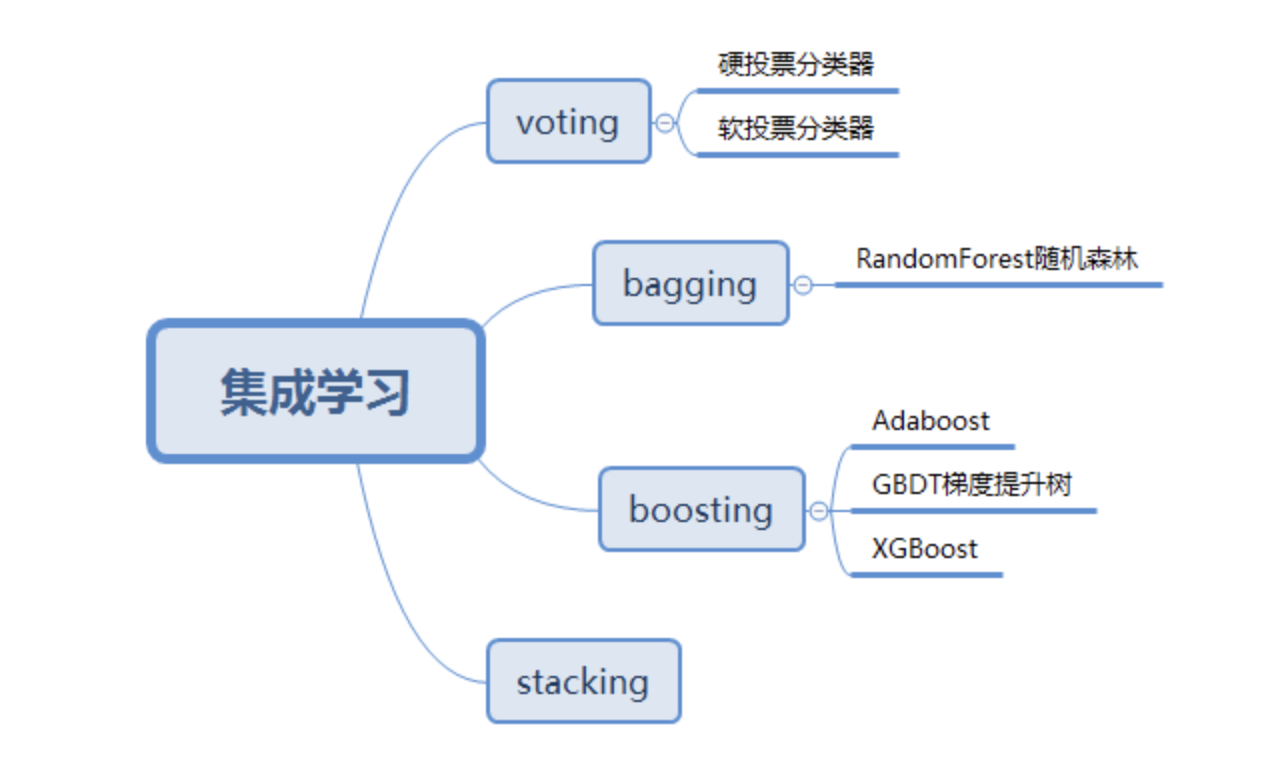 集成学习
voting
硬投票分类器
软投票分类器
bagging
RandomForest随机森林
boosting
Adaboost
GBDT梯度提升树
XGBoost
stacking